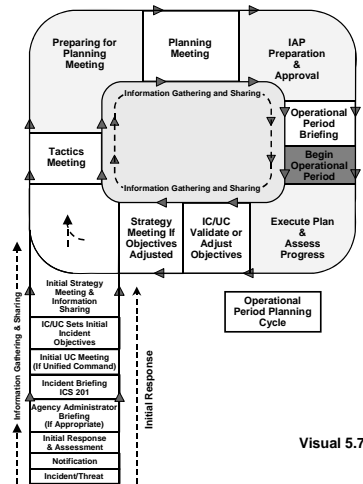 Preparing for
Planning
Meeting
Planning
Meeting
IAP
Preparation
&
Approval
Information Gathering and Sharing
Operational
Period
Briefing
Tactics
Meeting
Begin
Operational
Period
Information Gathering and Sharing
Strategy
Meeting If
Objectives
Adjusted
IC/UC
Validate or
Adjust
Objectives
Execute Plan
&
Assess
Progress
Initial Strategy
Meeting &
Information
Sharing
IC/UC Sets Initial
Incident
Objectives
Initial UC Meeting
(If Unified Command)
Incident Briefing
ICS 201
Agency Administrator
Briefing
(If Appropriate)
Initial Response
& Assessment
Notification
Incident/Threat
Information Gathering & Sharing
Initial Response
Operational
Period Planning
Cycle
Visual 5.7